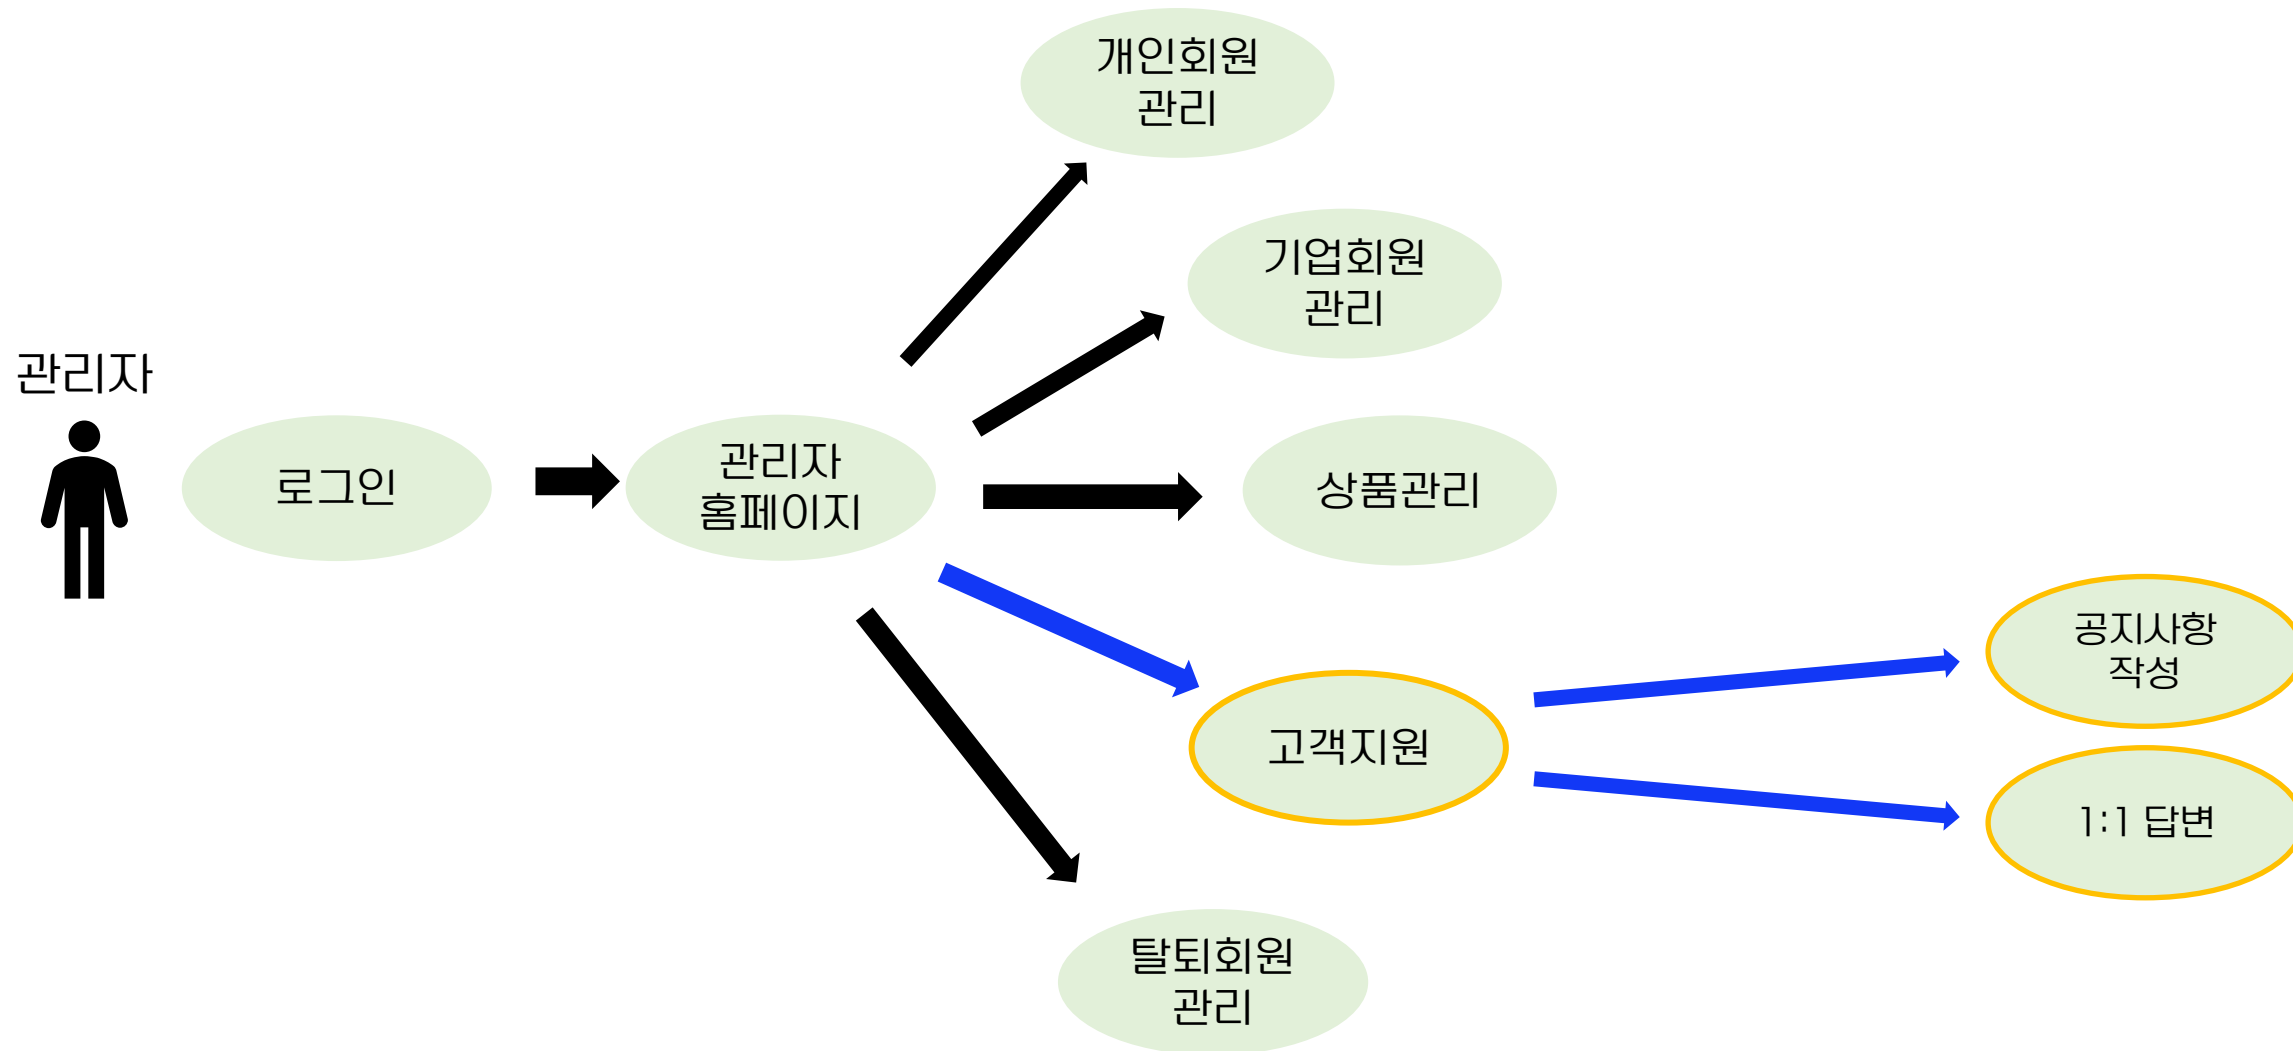 관리자
로그인
관리자
홈페이지
개인회원
관리
기업회원
관리
상품관리
고객지원
탈퇴회원
관리
공지사항
작성
1:1 답변